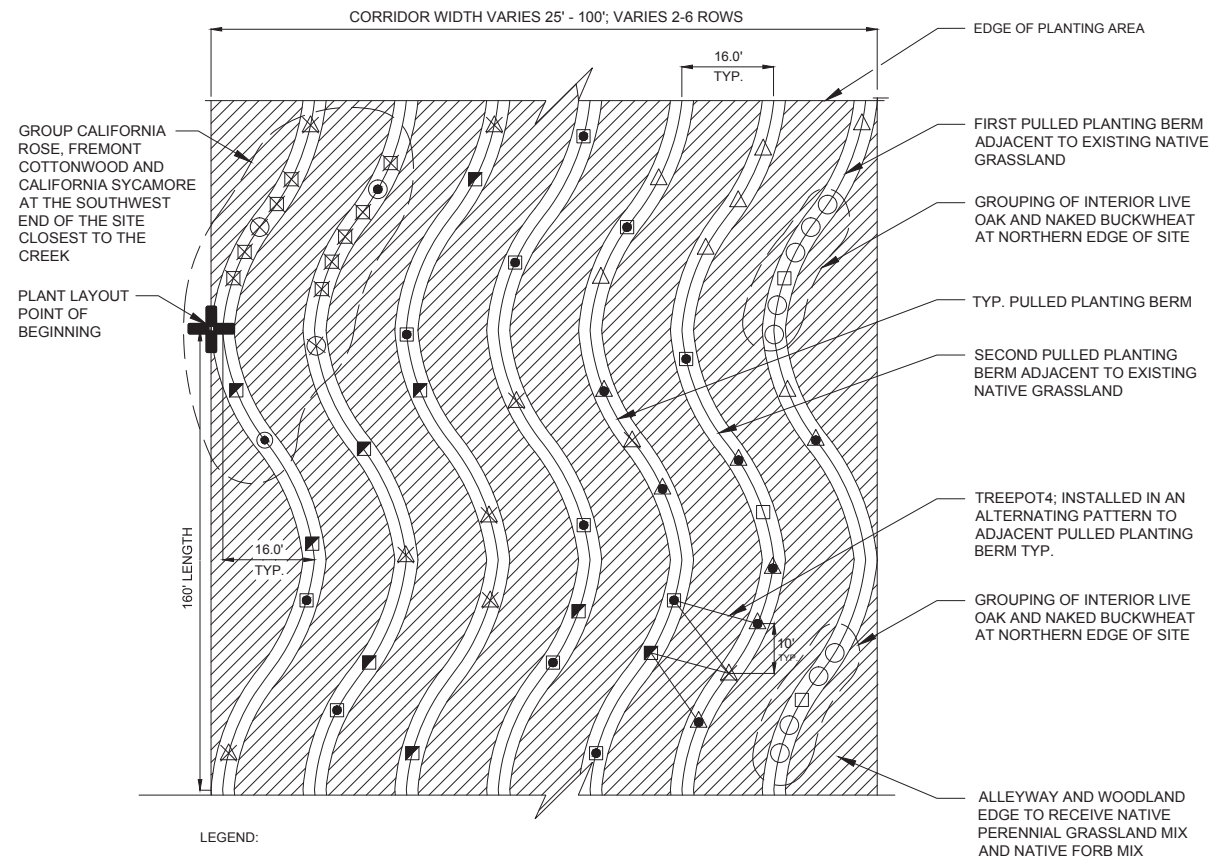 CORRIDOR WIDTH VARIES 25' - 100'; VARIES 2-6 ROWS
16.0'
TYP.
GROUP CALIFORNIA
ROSE, FREMONT
COTTONWOOD AND
CALIFORNIA SYCAMORE
AT THE SOUTHWEST
END OF THE SITE
CLOSEST TO THE
CREEK
PLANT LAYOUT
POINT OF
BEGINNING
160' LENGTH
16.0'
TYP.
10'
TYP.
EDGE OF PLANTING AREA
FIRST PULLED PLANTING BERM
ADJACENT TO EXISTING NATIVE
GRASSLAND
GROUPING OF INTERIOR LIVE
OAK AND NAKED BUCKWHEAT
AT NORTHERN EDGE OF SITE
TYP. PULLED PLANTING BERM
SECOND PULLED PLANTING
BERM ADJACENT TO EXISTING
NATIVE GRASSLAND
TREEPOT4; INSTALLED IN AN
ALTERNATING PATTERN TO
ADJACENT PULLED PLANTING
BERM TYP.
GROUPING OF INTERIOR LIVE
OAK AND NAKED BUCKWHEAT
AT NORTHERN EDGE OF SITE
ALLEYWAY AND WOODLAND
EDGE TO RECEIVE NATIVE
PERENNIAL GRASSLAND MIX
AND NATIVE FORB MIX
LEGEND: